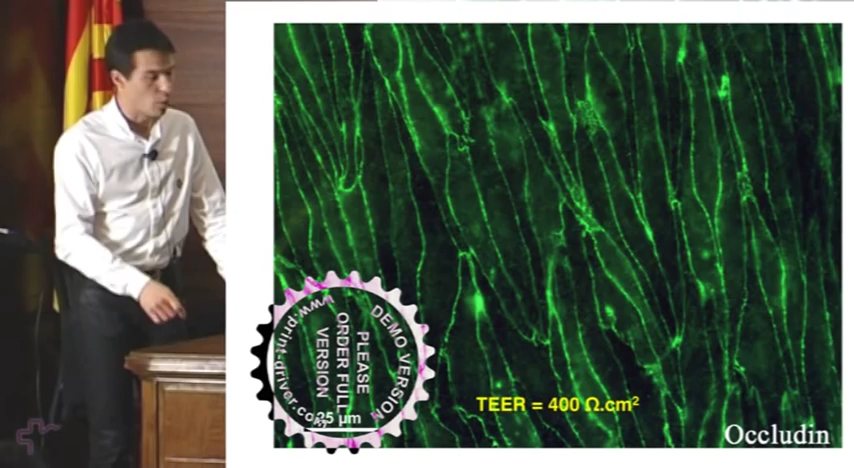 www.print-driver.com
DEMO VERSION
PLEASE
ORDER FULL
VERSION
25 µm
TEER = 400 Ω.cm²
Occludin